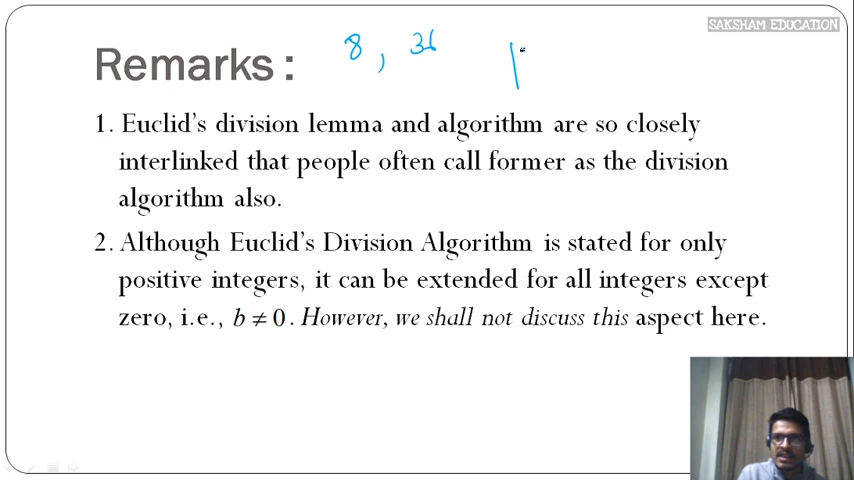 SAKSHAM EDUCATION
8, 36
Remarks :
1. Euclid's division lemma and algorithm are so closely
interlinked that people often call former as the division
algorithm also.
2. Although Euclid's Division Algorithm is stated for only
positive integers, it can be extended for all integers except
zero, i.e., b ≠ 0. However, we shall not discuss this aspect here.